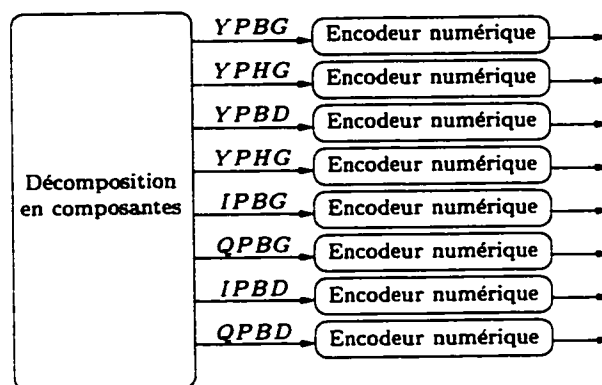 YPBG
Encodeur numérique
YPHG
Encodeur numérique
YPBD
Encodeur numérique
YPHG
Encodeur numérique
Décomposition
en composantes
IPBG
Encodeur numérique
QPBG
Encodeur numérique
IPBD
Encodeur numérique
QPBD
Encodeur numérique